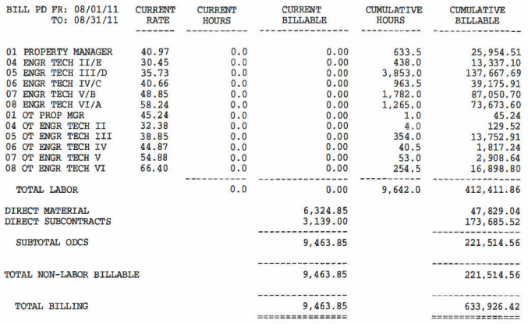 BILL PD FR: 08/01/11 CURRENT CURRENT CURRENT CUMULATIVE CUMULATIVE
TO: 08/31/11 RATE HOURS BILLABLE HOURS BILLABLE
01 PROPERTY MANAGER 40.97 0.0 0.00 633.5 25,954.51
04 ENGR TECH II/E 30.45 0.0 0.00 438.0 13,337.10
05 ENGR TECH III/D 35.73 0.0 0.00 3,853.0 137,667.69
06 ENGR TECH IV/C 40.66 0.0 0.00 963.5 39,175.91
07 ENGR TECH V/B 48.85 0.0 0.00 1,782.0 87,050.70
08 ENGR TECH VI/A 58.24 0.0 0.00 1,265.0 73,673.60
01 OT PROP MGR 45.24 0.0 0.00 1.0 45.24
04 OT ENGR TECH II 32.38 0.0 0.00 4.0 129.52
05 OT ENGR TECH III 38.85 0.0 0.00 354.0 13,752.91
06 OT ENGR TECH IV 44.87 0.0 0.00 40.5 1,817.24
07 OT ENGR TECH V 54.88 0.0 0.00 53.0 2,908.64
08 OT ENGR TECH VI 66.40 0.0 0.00 254.5 16,898.80
TOTAL LABOR 0.0 0.00 9,642.0 412,411.86
DIRECT MATERIAL 6,324.85 47,829.04
DIRECT SUBCONTRACTS 3,139.00 173,685.52
SUBTOTAL ODCS 9,463.85 221,514.56
TOTAL NON-LABOR BILLABLE 9,463.85 221,514.56
TOTAL BILLING 9,463.85 633,926.42